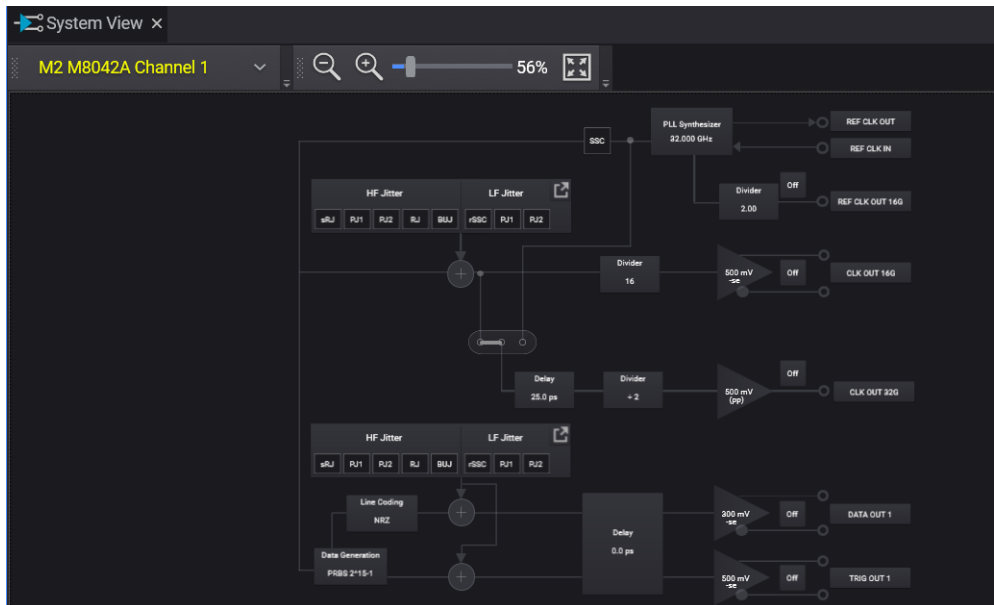 System View ×
M2 M8042A Channel 1
56%
PLL Synthesizer
32.000 GHz
REF CLK OUT
SSC
REF CLK IN
HF Jitter
LF Jitter
Divider
2.00
Off
REF CLK OUT 16G
sRJ PJ1 PJ2 RJ BUJ rSSC PJ1 PJ2
Divider
16
500 mV
-se
Off
CLK OUT 16G
Delay
25.0 ps
Divider
÷ 2
500 mV
(pp)
Off
CLK OUT 32G
HF Jitter
LF Jitter
sRJ PJ1 PJ2 RJ BUJ rSSC PJ1 PJ2
Line Coding
NRZ
Delay
0.0 ps
300 mV
-se
Off
DATA OUT 1
Data Generation
PRBS 2^15-1
500 mV
-se
Off
TRIG OUT 1